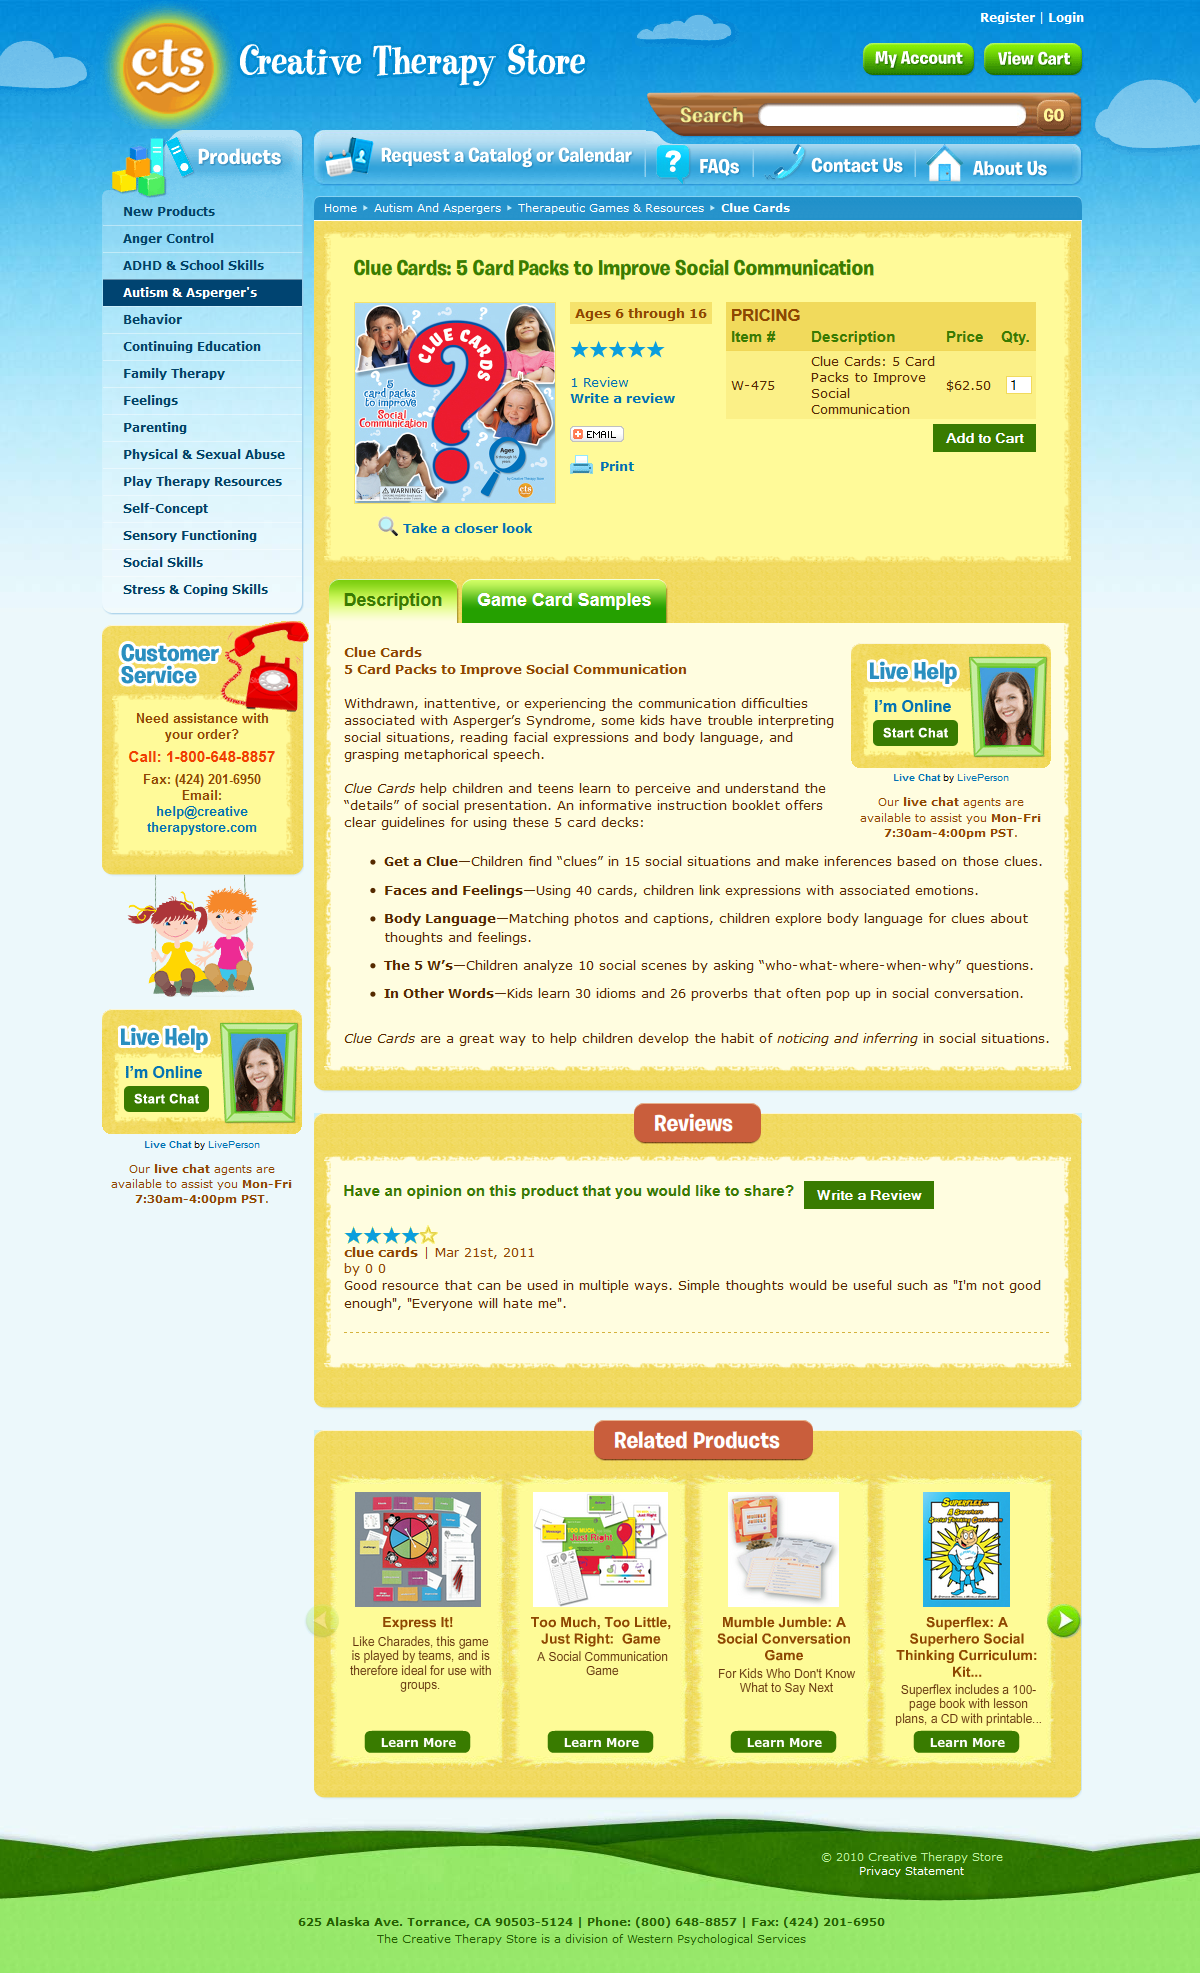 Register | Login
cts
Creative Therapy Store
My Account
View Cart
Search
GO
Products
Request a Catalog or Calendar
FAQs
Contact Us
About Us
New Products
Anger Control
ADHD & School Skills
Autism & Asperger's
Behavior
Continuing Education
Family Therapy
Feelings
Parenting
Physical & Sexual Abuse
Play Therapy Resources
Self-Concept
Sensory Functioning
Social Skills
Stress & Coping Skills
Customer
Service
Need assistance with
your order?
Call: 1-800-648-8857
Fax: (424) 201-6950
Email:
help@creative
therapystore.com
Live Help
I'm Online
Start Chat
Live Chat by LivePerson
Our live chat agents are
available to assist you Mon-Fri
7:30am-4:00pm PST.
Home
Autism And Aspergers
Therapeutic Games & Resources
Clue Cards
Clue Cards: 5 Card Packs to Improve Social Communication
CLUE CARDS
5
card packs
to improve
Social
Communication
Ages
WARNING:
cts
Take a closer look
Ages 6 through 16
1 Review
Write a review
EMAIL
Print
PRICING
Item # Description Price Qty.
W-475
Clue Cards: 5 Card
Packs to Improve
Social
Communication
$62.50
1
Add to Cart
Description
Game Card Samples
Clue Cards
5 Card Packs to Improve Social Communication
Withdrawn, inattentive, or experiencing the communication difficulties
associated with Asperger’s Syndrome, some kids have trouble interpreting
social situations, reading facial expressions and body language, and
grasping metaphorical speech.
Clue Cards help children and teens learn to perceive and understand the
“details” of social presentation. An informative instruction booklet offers
clear guidelines for using these 5 card decks:
Live Help
I'm Online
Start Chat
Live Chat by LivePerson
Our live chat agents are
available to assist you Mon-Fri
7:30am-4:00pm PST.
• Get a Clue—Children find “clues” in 15 social situations and make inferences based on those clues.
• Faces and Feelings—Using 40 cards, children link expressions with associated emotions.
• Body Language—Matching photos and captions, children explore body language for clues about
thoughts and feelings.
• The 5 W’s—Children analyze 10 social scenes by asking “who-what-where-when-why” questions.
• In Other Words—Kids learn 30 idioms and 26 proverbs that often pop up in social conversation.
Clue Cards are a great way to help children develop the habit of noticing and inferring in social situations.
Reviews
Have an opinion on this product that you would like to share?
Write a Review
clue cards | Mar 21st, 2011
by 0 0
Good resource that can be used in multiple ways. Simple thoughts would be useful such as "I'm not good
enough", "Everyone will hate me".
Related Products
Express It!
Like Charades, this game
is played by teams, and is
therefore ideal for use with
groups.
Learn More
TOO MUCH,
Just Right
Too Much, Too Little,
Just Right: Game
A Social Communication
Game
Learn More
MUMBLE
JUMBLE
Mumble Jumble: A
Social Conversation
Game
For Kids Who Don't Know
What to Say Next
Learn More
SUPERFLEX...
A Superhero
Social Thinking Curriculum
Superflex: A
Superhero Social
Thinking Curriculum:
Kit...
Superflex includes a 100-
page book with lesson
plans, a CD with printable...
Learn More
© 2010 Creative Therapy Store
Privacy Statement
625 Alaska Ave. Torrance, CA 90503-5124 | Phone: (800) 648-8857 | Fax: (424) 201-6950
The Creative Therapy Store is a division of Western Psychological Services